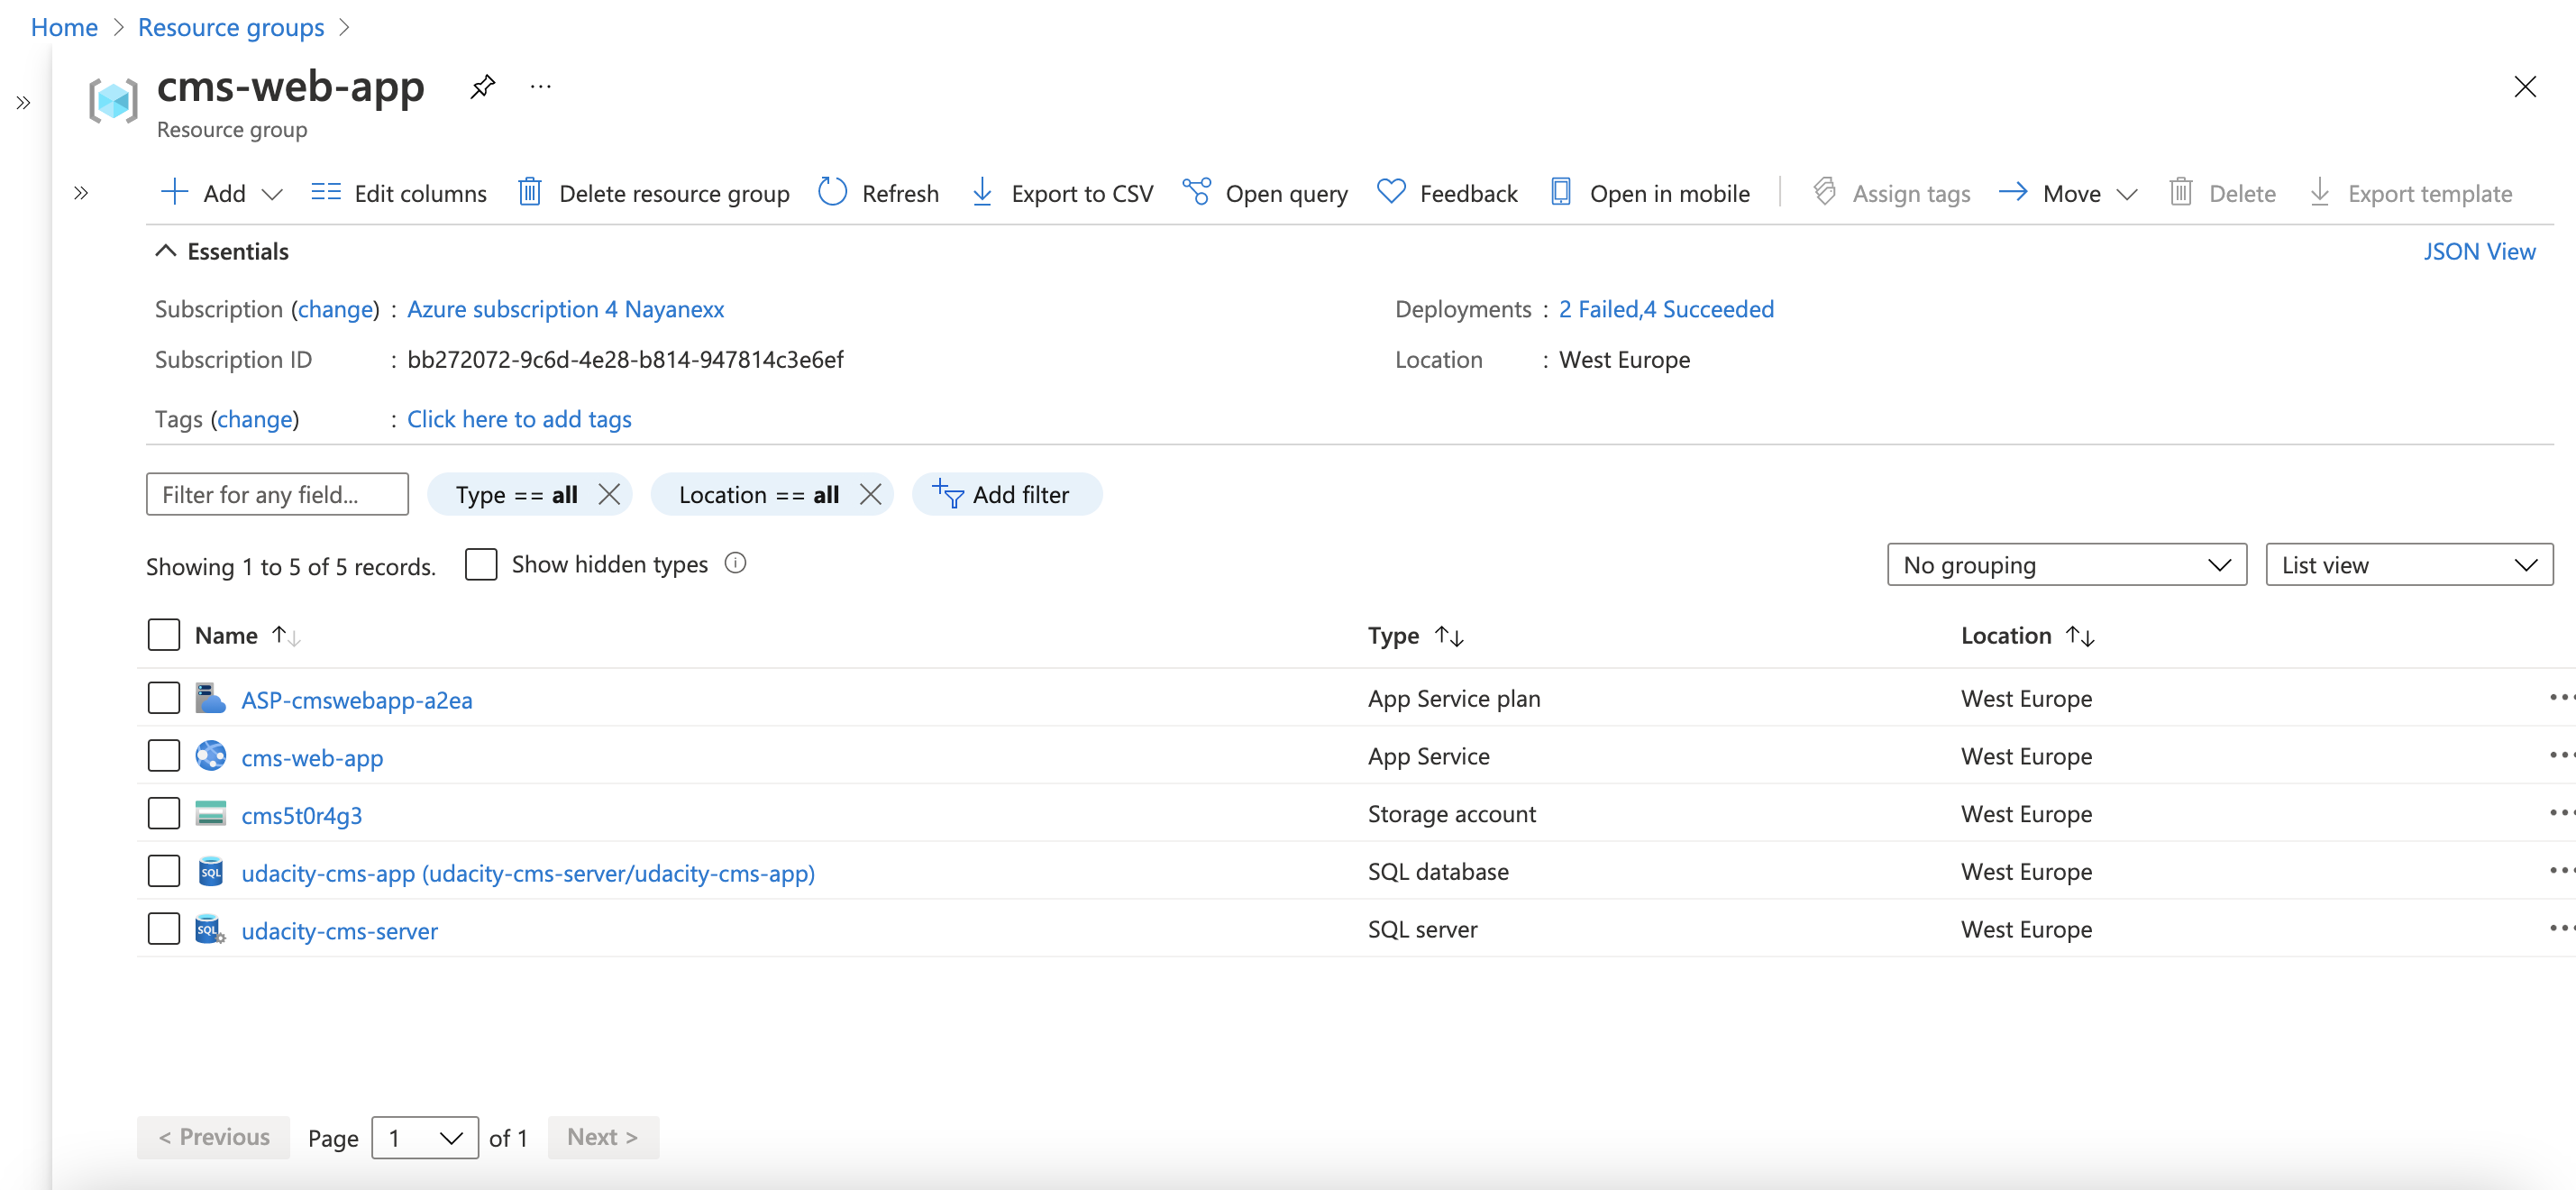 Home > Resource groups >
cms-web-app ...
Resource group
Add Edit columns Delete resource group Refresh Export to CSV Open query Feedback Open in mobile Assign tags Move Delete Export template
Essentials JSON View
Subscription (change) : Azure subscription 4 Nayanexx Deployments : 2 Failed,4 Succeeded
Subscription ID : bb272072-9c6d-4e28-b814-947814c3e6ef Location : West Europe
Tags (change) : Click here to add tags
Filter for any field... Type == all Location == all Add filter
Showing 1 to 5 of 5 records. Show hidden types No grouping List view
Name Type Location
ASP-cmswebapp-a2ea App Service plan West Europe
cms-web-app App Service West Europe
cms5t0r4g3 Storage account West Europe
SQL udacity-cms-app (udacity-cms-server/udacity-cms-app) SQL database West Europe
SQL udacity-cms-server SQL server West Europe
< Previous Page 1 of 1 Next >